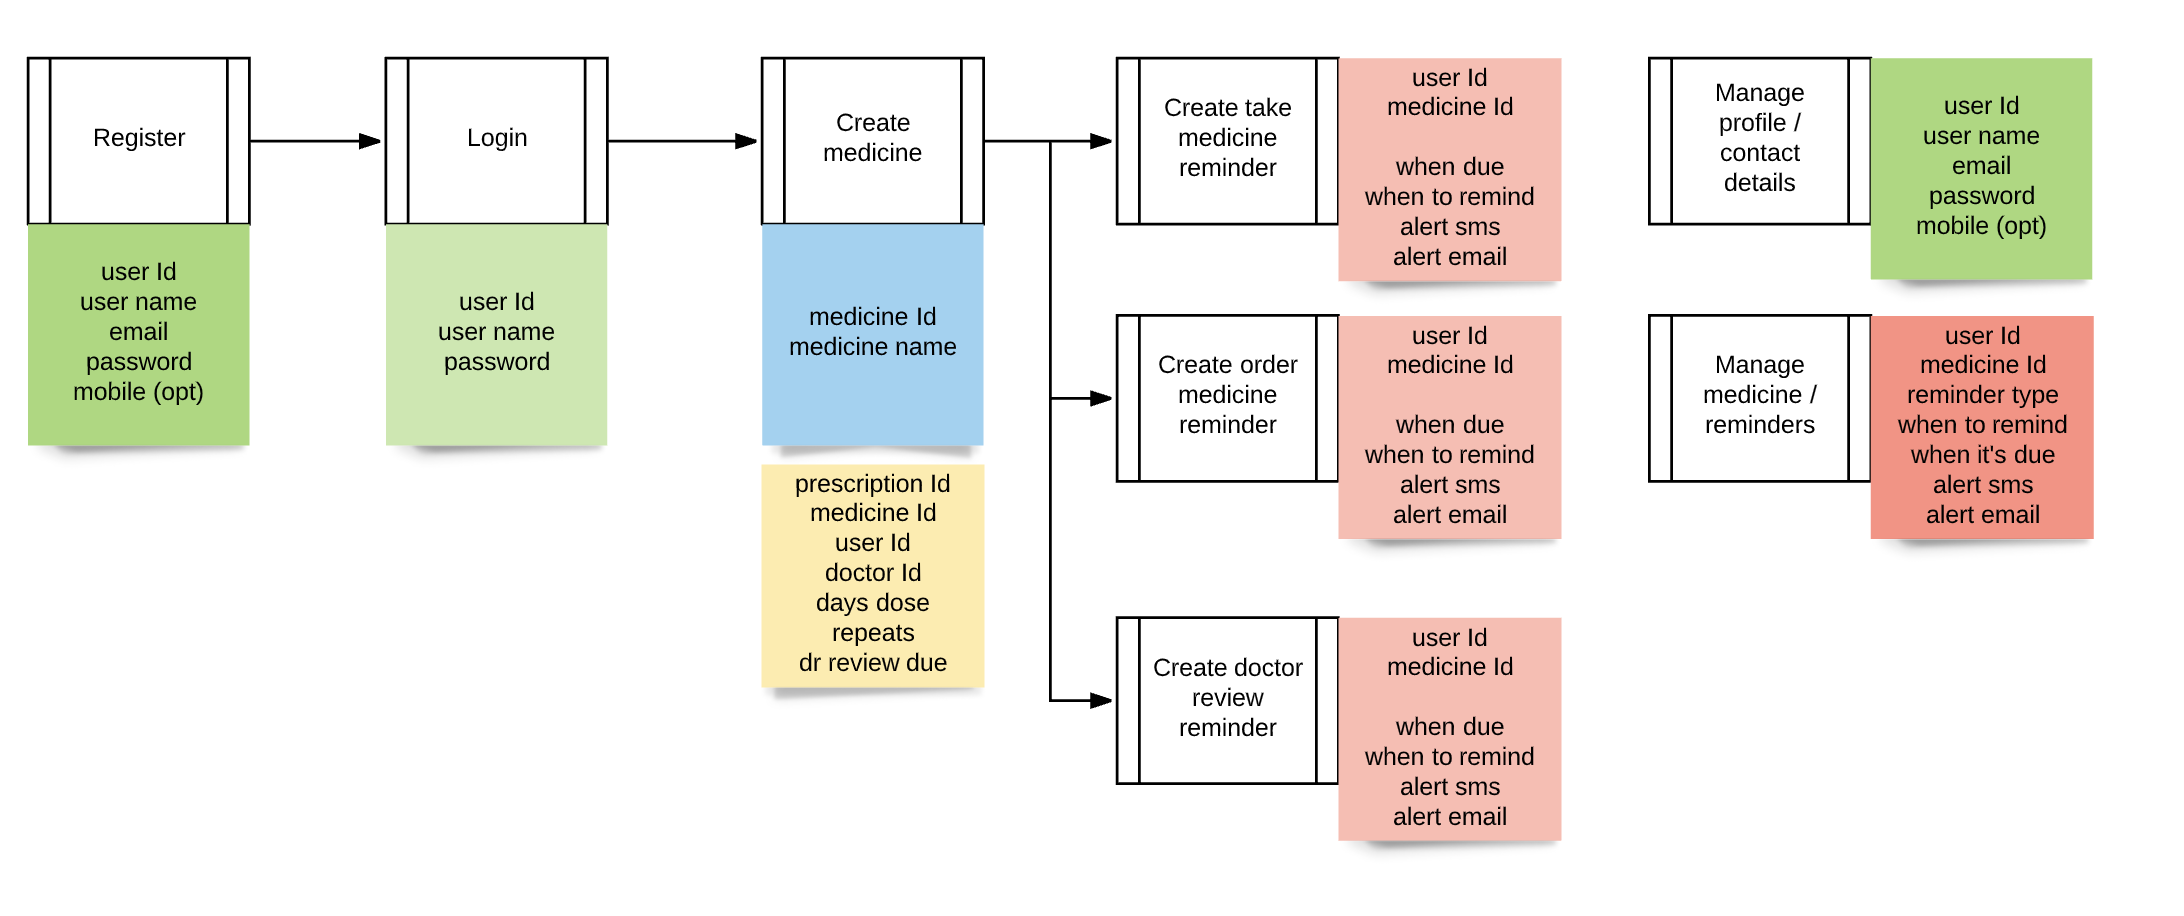 Register
user Id
user name
email
password
mobile (opt)
Login
user Id
user name
password
Create
medicine
medicine Id
medicine name
prescription Id
medicine Id
user Id
doctor Id
days dose
repeats
dr review due
Create take
medicine
reminder
user Id
medicine Id
when due
when to remind
alert sms
alert email
Create order
medicine
reminder
user Id
medicine Id
when due
when to remind
alert sms
alert email
Create doctor
review
reminder
user Id
medicine Id
when due
when to remind
alert sms
alert email
Manage
profile /
contact
details
user Id
user name
email
password
mobile (opt)
Manage
medicine /
reminders
user Id
medicine Id
reminder type
when to remind
when it's due
alert sms
alert email